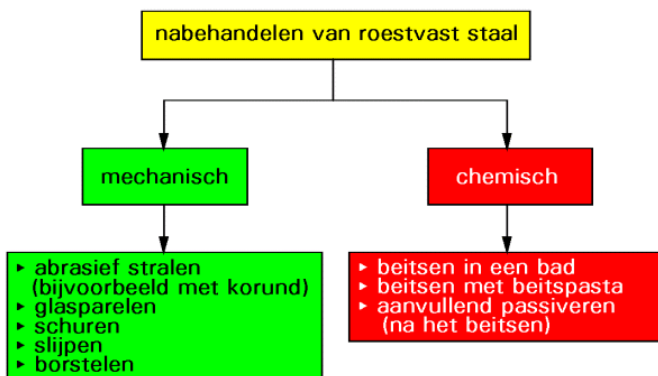 nabehandelen van roestvast staal
mechanisch
chemisch
▸ abrasief stralen
(bijvoorbeeld met korund)
▸ glasparelen
▸ schuren
▸ slijpen
▸ borstelen
▸ beitsen in een bad
▸ beitsen met beitspasta
▸ aanvullend passiveren
(na het beitsen)